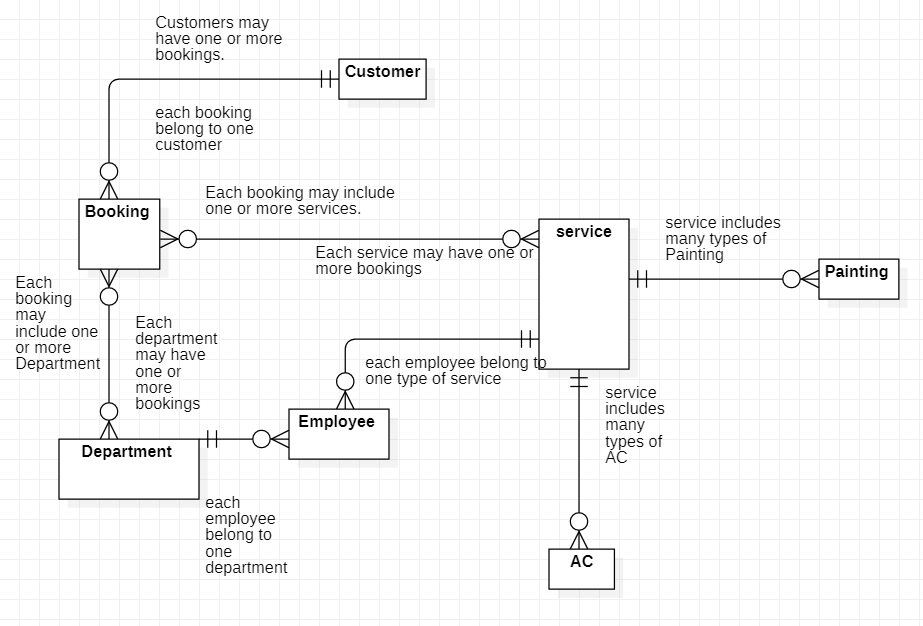 Customers may
have one or more
bookings.
Customer
each booking
belong to one
customer
Booking
Each booking may include
one or more services.
service
Each service may have one or
more bookings
service includes
many types of
Painting
Painting
Each
booking
may
include one
or more
Department
Each
department
may have
one or
more
bookings
each employee belong to
one type of service
service
includes
many
types of
AC
Employee
Department
each
employee
belong to
one
department
AC